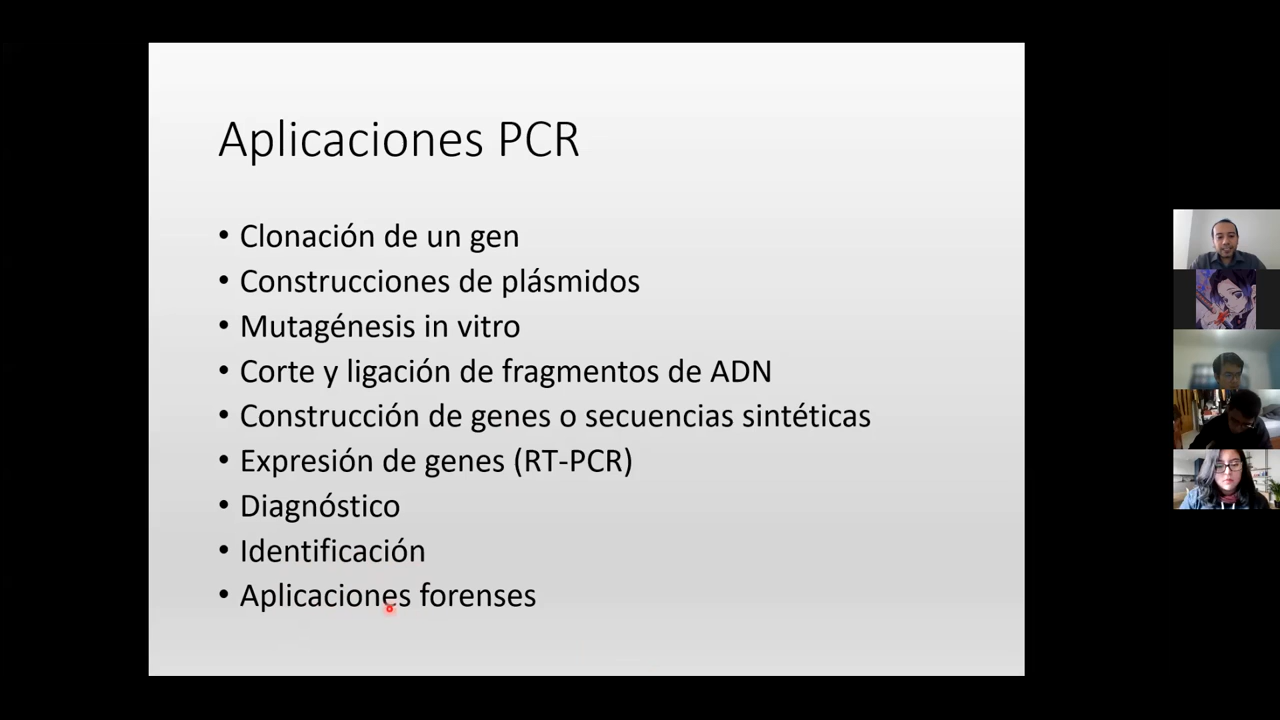 Aplicaciones PCR
• Clonación de un gen
• Construcciones de plásmidos
• Mutagénesis in vitro
• Corte y ligación de fragmentos de ADN
• Construcción de genes o secuencias sintéticas
• Expresión de genes (RT-PCR)
• Diagnóstico
• Identificación
• Aplicaciones forenses